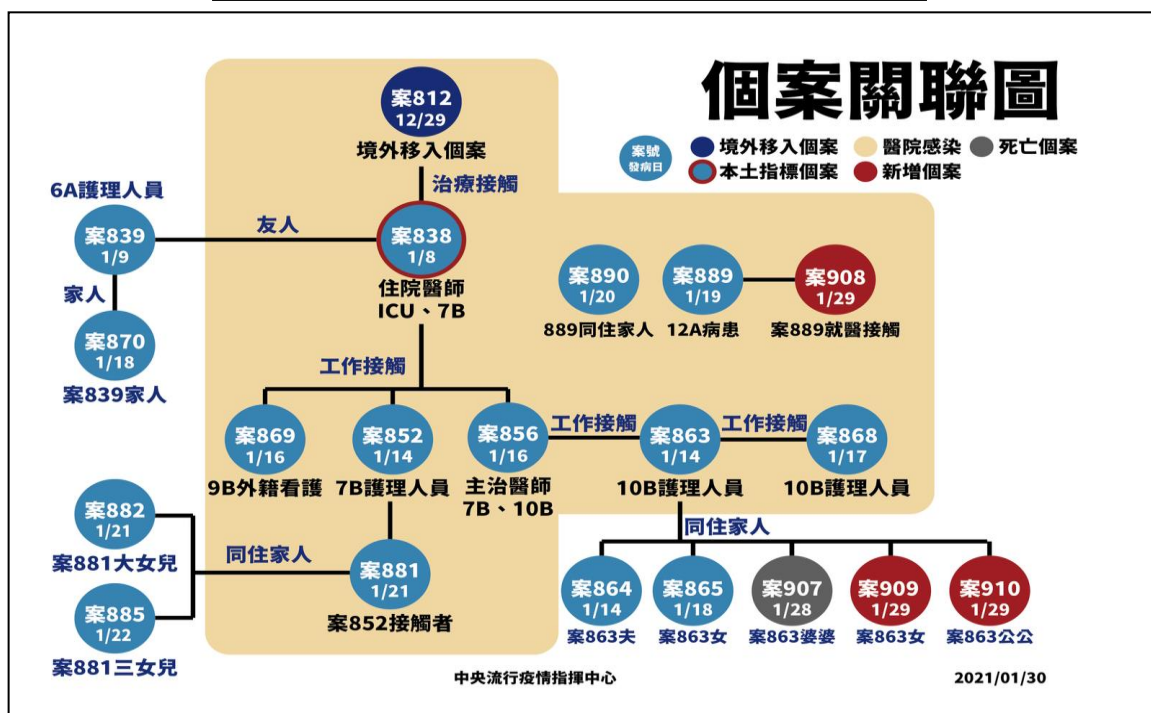 個案關聯圖
案號
發病日
境外移入個案
醫院感染
死亡個案
本土指標個案
新增個案
案812
12/29
境外移入個案
治療接觸
6A護理人員
案839
1/9
友人
案838
1/8
住院醫師
ICU、7B
家人
案870
1/18
案839家人
案890
1/20
889同住家人
案889
1/19
12A病患
案908
1/29
案889就醫接觸
工作接觸
案869
1/16
9B外籍看護
案852
1/14
7B護理人員
案856
1/16
主治醫師
7B、10B
工作接觸
案863
1/14
10B護理人員
工作接觸
案868
1/17
10B護理人員
案882
1/21
案881大女兒
同住家人
案885
1/22
案881三女兒
案881
1/21
案852接觸者
同住家人
案864
1/14
案863夫
案865
1/18
案863女
案907
1/28
案863婆婆
案909
1/29
案863女
案910
1/29
案863公公
中央流行疫情指揮中心
2021/01/30